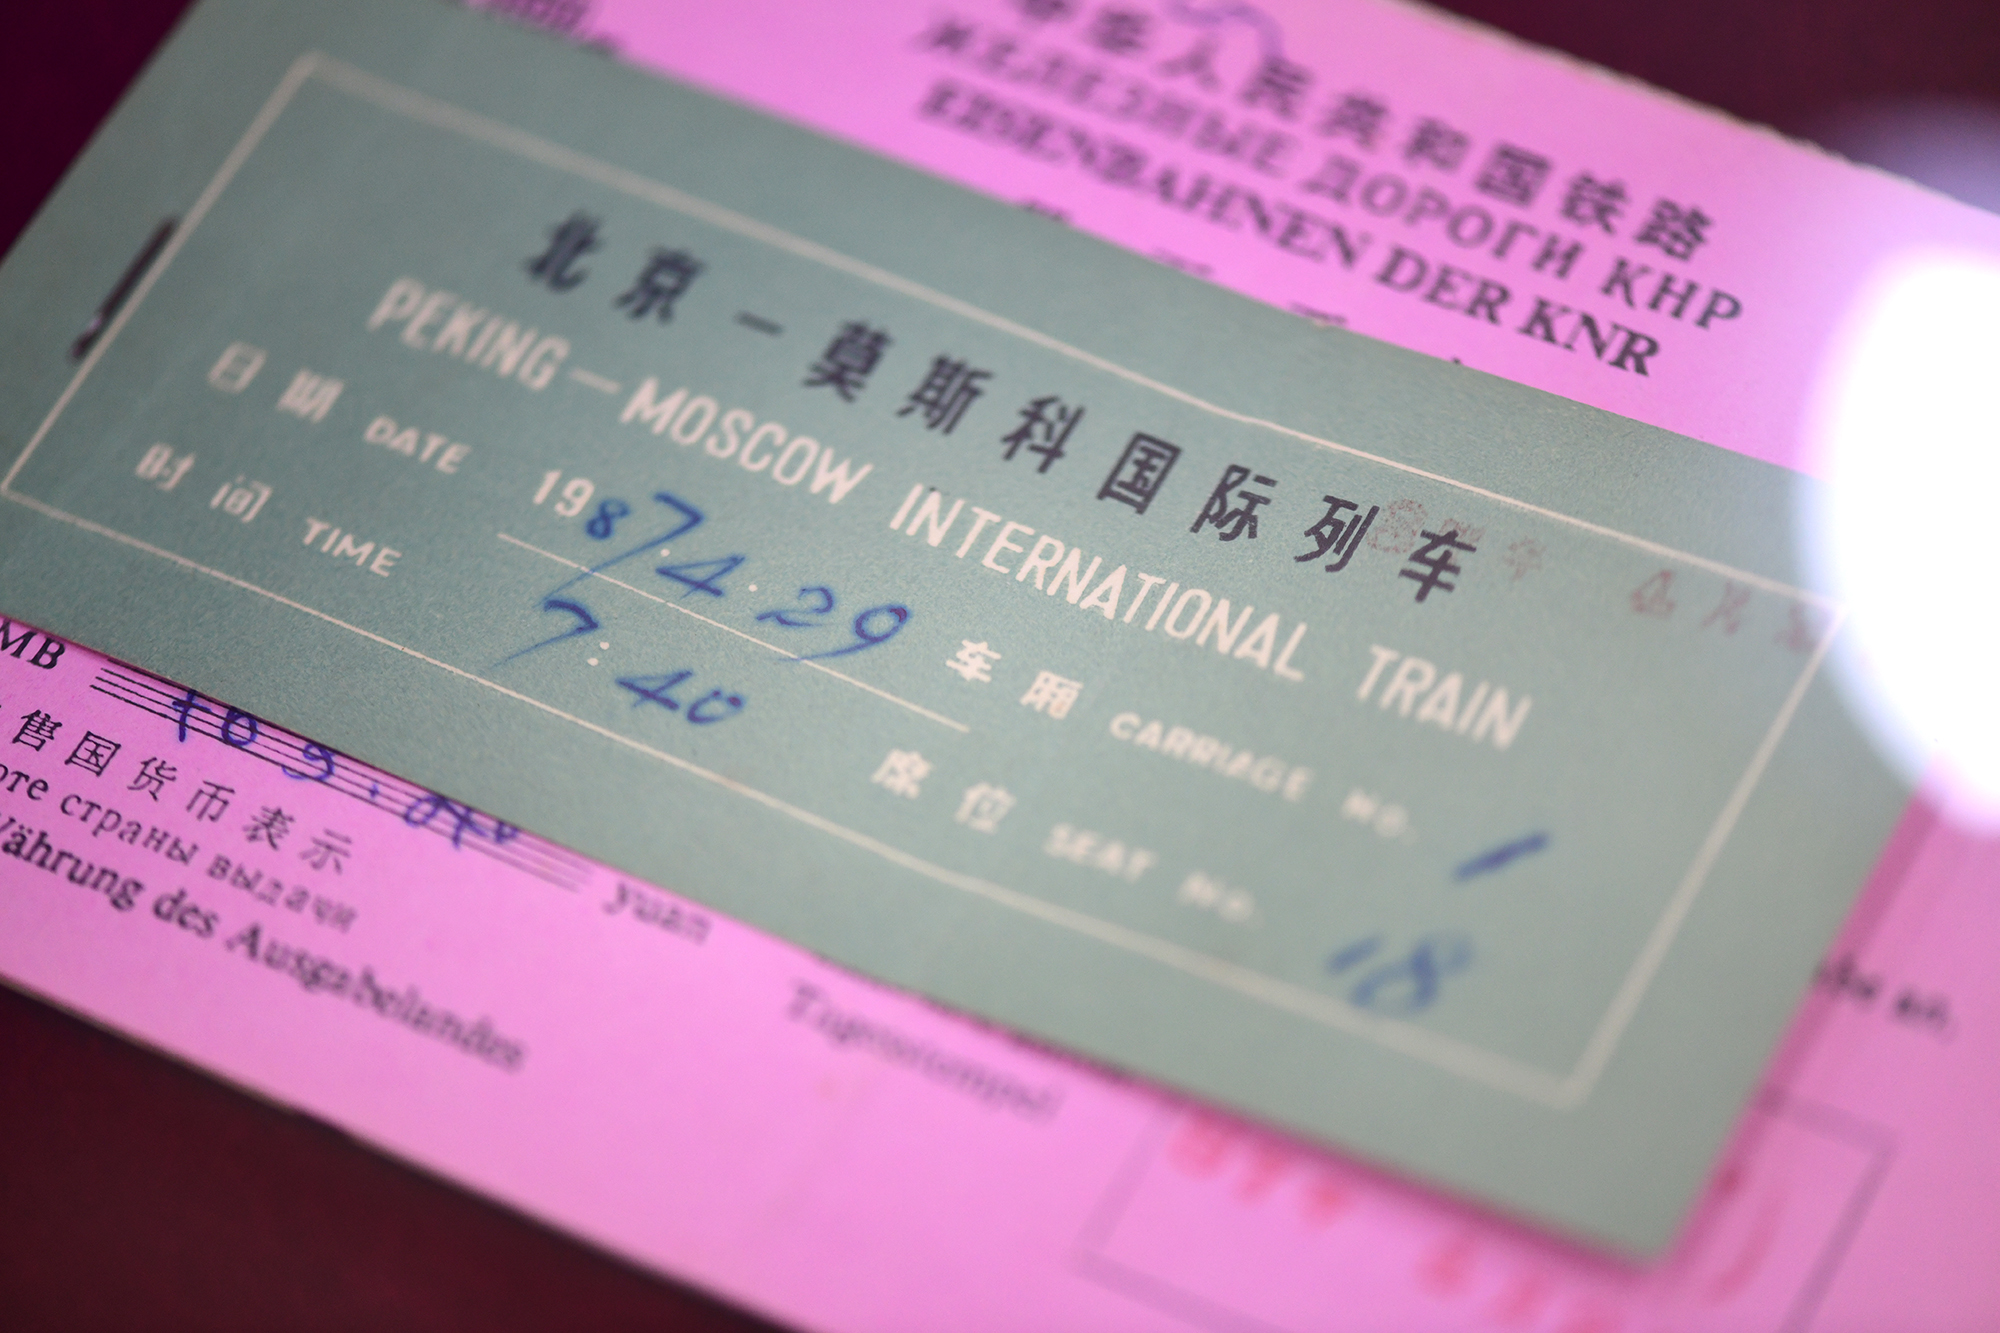 中华人民共和国铁路
ЖЕЛЕЗНЫЕ ДОРОГИ КНР
EISENBAHNEN DER KNR
北京-莫斯科国际列车
PEKING—MOSCOW INTERNATIONAL TRAIN
日期 DATE 1987.4.29 车厢 CARRIAGE NO. 1
时间 TIME 7:40 席位 SEAT NO. 18
MB
yuan
售国货币表示
оте страны выдачи
Währung des Ausgabelandes
Tagesstempel